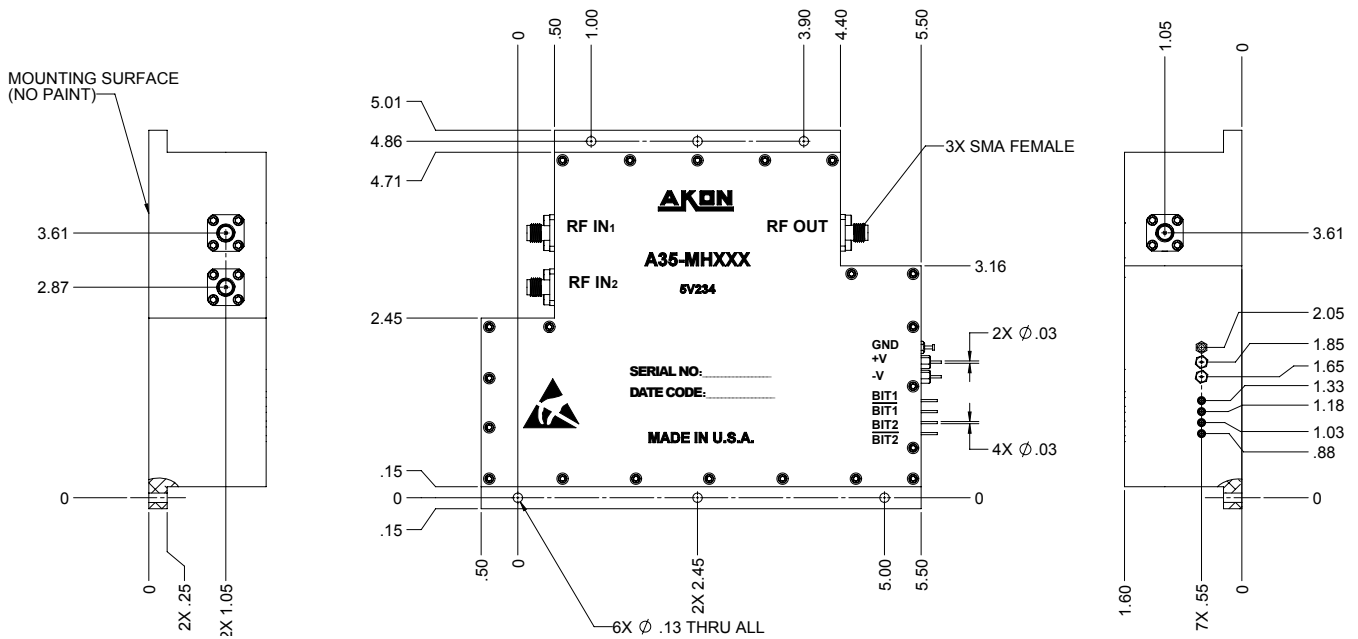 MOUNTING SURFACE
(NO PAINT)
3.61
2.87
0
0
2X .25
2X 1.05
0
.50
1.00
3.90
4.40
5.50
5.01
4.86
4.71
2.45
.15
0
.15
AKON
RF IN1
RF OUT
A35-MHXXX
RF IN2
5V234
3X SMA FEMALE
3.16
GND
+V
-V
2X Ø .03
SERIAL NO:
DATE CODE:
BIT1
BIT1
BIT2
BIT2
4X Ø .03
MADE IN U.S.A.
0
.50
0
2X 2.45
5.00
5.50
6X Ø .13 THRU ALL
1.05
0
3.61
2.05
1.85
1.65
1.33
1.18
1.03
.88
0
1.60
7X .55
0